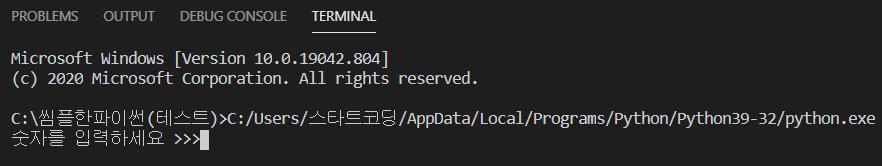 PROBLEMS OUTPUT DEBUG CONSOLE TERMINAL
Microsoft Windows [Version 10.0.19042.804]
(c) 2020 Microsoft Corporation. All rights reserved.
C:\씸플한파이썬(테스트)>C:/Users/스타트코딩/AppData/Local/Programs/Python/Python39-32/python.exe
숫자를 입력하세요 >>>